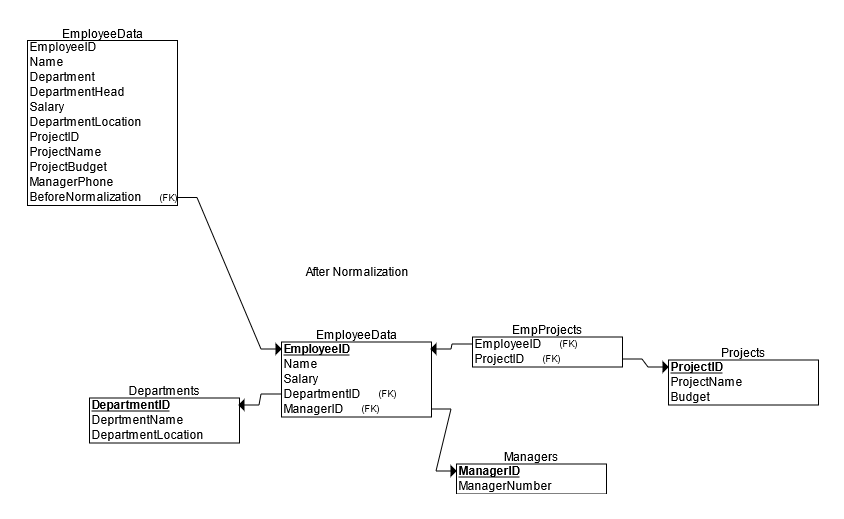 EmployeeData
EmployeeID
Name
Department
DepartmentHead
Salary
DepartmentLocation
ProjectID
ProjectName
ProjectBudget
ManagerPhone
BeforeNormalization (FK)
After Normalization
EmployeeData
EmployeeID
Name
Salary
DepartmentID (FK)
ManagerID (FK)
EmpProjects
EmployeeID (FK)
ProjectID (FK)
Projects
ProjectID
ProjectName
Budget
Departments
DepartmentID
DeprtmentName
DepartmentLocation
Managers
ManagerID
ManagerNumber